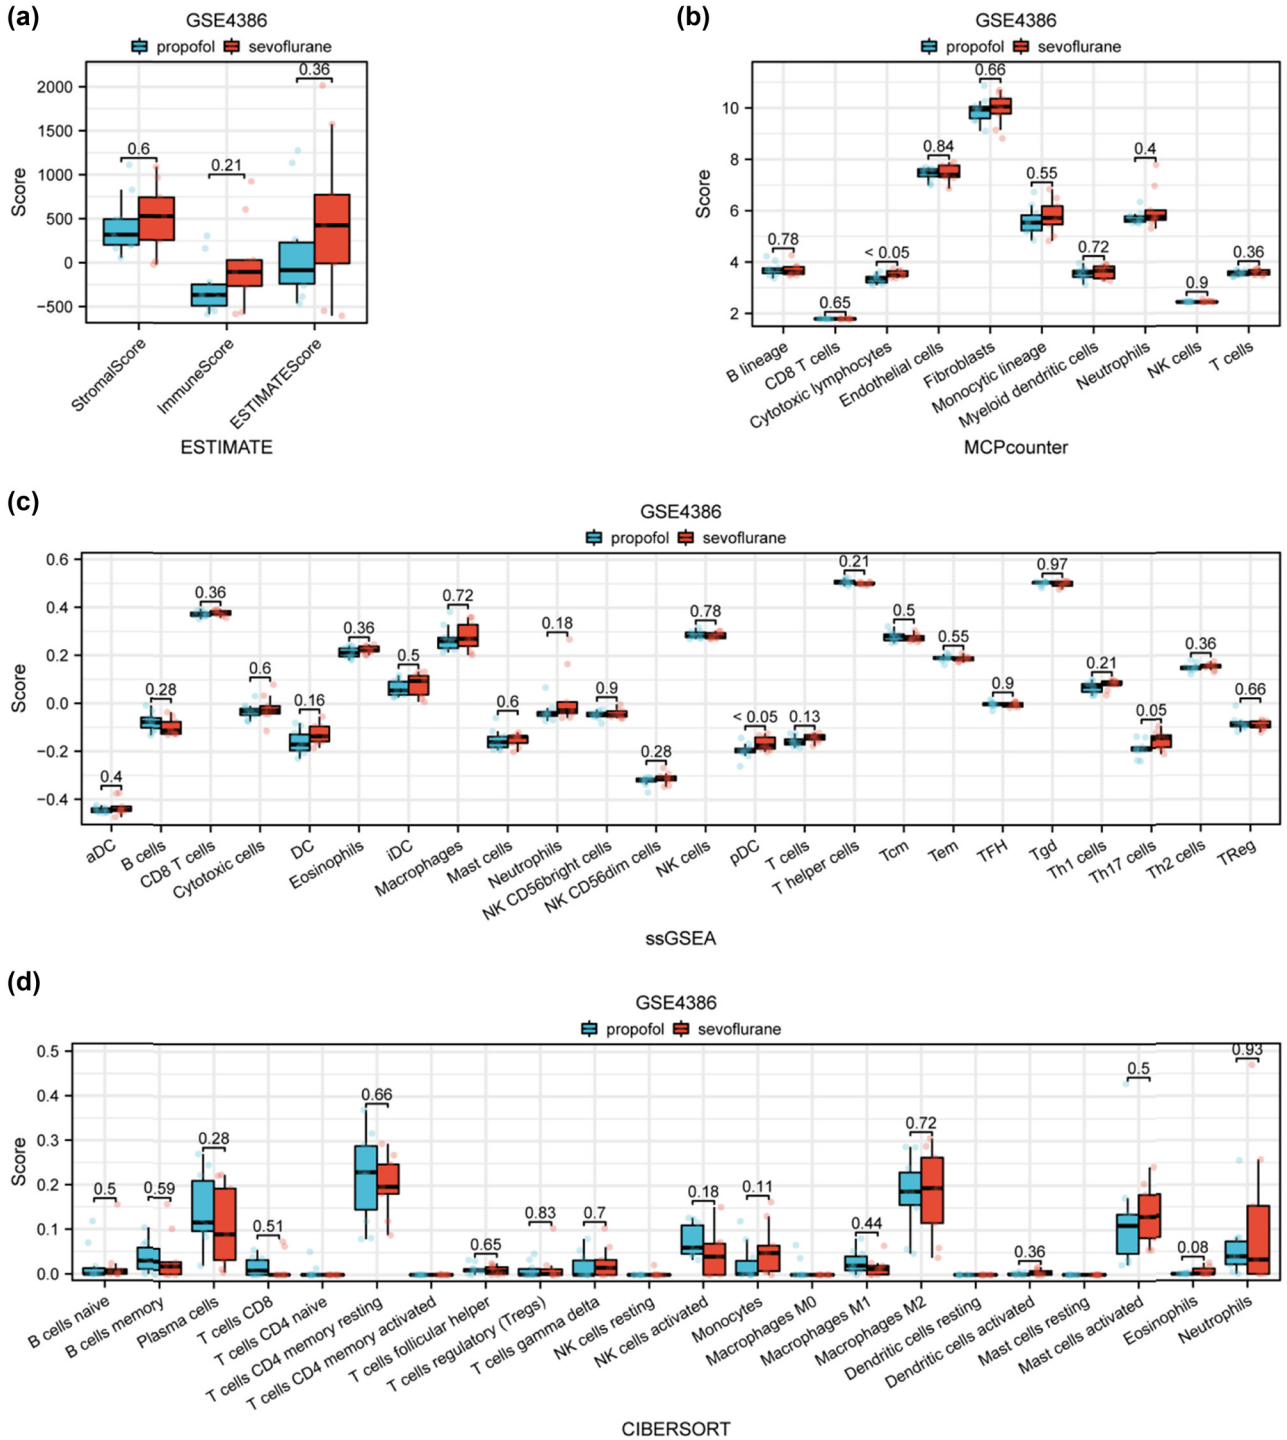 (a)
GSE4386
propofol sevoflurane
2000
1500
1000
500
0
−500
Score
0.6
0.21
0.36
StromalScore
ImmuneScore
ESTIMATEScore
ESTIMATE
(b)
GSE4386
propofol sevoflurane
10
8
6
4
2
Score
0.78
0.65
< 0.05
0.84
0.66
0.55
0.72
0.4
0.9
0.36
B lineage
CD8 T cells
Cytotoxic lymphocytes
Endothelial cells
Fibroblasts
Monocytic lineage
Myeloid dendritic cells
Neutrophils
NK cells
T cells
MCPcounter
(c)
GSE4386
propofol sevoflurane
0.6
0.4
0.2
0.0
−0.2
−0.4
Score
0.4
0.28
0.36
0.6
0.16
0.36
0.5
0.72
0.6
0.18
0.9
0.28
0.78
< 0.05
0.13
0.21
0.5
0.55
0.9
0.97
0.21
0.05
0.36
0.66
aDC
B cells
CD8 T cells
Cytotoxic cells
DC
Eosinophils
iDC
Macrophages
Mast cells
Neutrophils
NK CD56bright cells
NK CD56dim cells
NK cells
pDC
T cells
T helper cells
Tcm
Tem
TFH
Tgd
Th1 cells
Th17 cells
Th2 cells
TReg
ssGSEA
(d)
GSE4386
propofol sevoflurane
0.5
0.4
0.3
0.2
0.1
0.0
Score
0.5
0.59
0.28
0.51
0.66
0.65
0.83
0.7
0.18
0.11
0.44
0.72
0.36
0.5
0.08
0.93
B cells naive
B cells memory
Plasma cells
T cells CD8
T cells CD4 naive
T cells CD4 memory resting
T cells CD4 memory activated
T cells follicular helper
T cells regulatory (Tregs)
T cells gamma delta
NK cells resting
NK cells activated
Monocytes
Macrophages M0
Macrophages M1
Macrophages M2
Dendritic cells resting
Dendritic cells activated
Mast cells resting
Mast cells activated
Eosinophils
Neutrophils
CIBERSORT